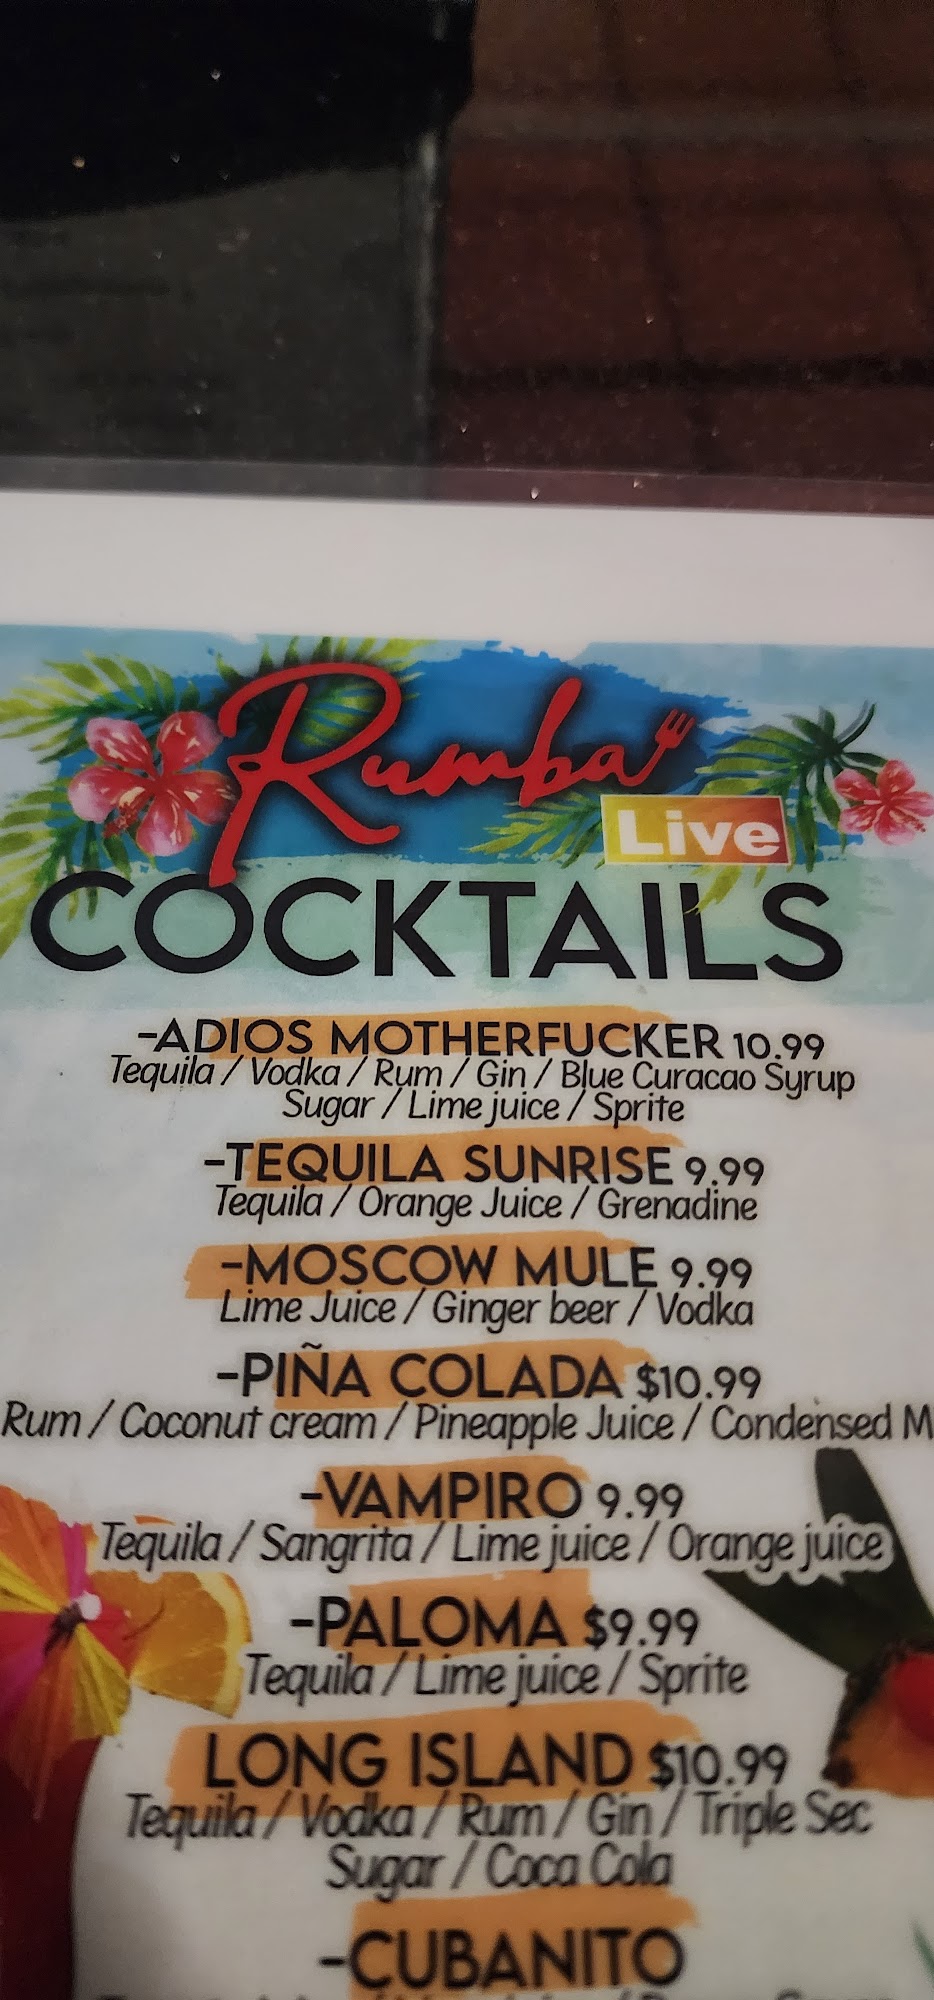 Rumba
Live
COCKTAILS
-ADIOS MOTHERFUCKER 10.99
Tequila / Vodka / Rum / Gin / Blue Curacao Syrup
Sugar / Lime juice / Sprite
-TEQUILA SUNRISE 9.99
Tequila / Orange Juice / Grenadine
-MOSCOW MULE 9.99
Lime Juice / Ginger beer / Vodka
-PIÑA COLADA $10.99
Rum / Coconut cream / Pineapple Juice / Condensed M
-VAMPIRO 9.99
Tequila / Sangrita / Lime juice / Orange juice
-PALOMA $9.99
Tequila / Lime juice / Sprite
LONG ISLAND $10.99
Tequila / Vodka / Rum / Gin / Triple Sec
Sugar / Coca Cola
-CUBANITO